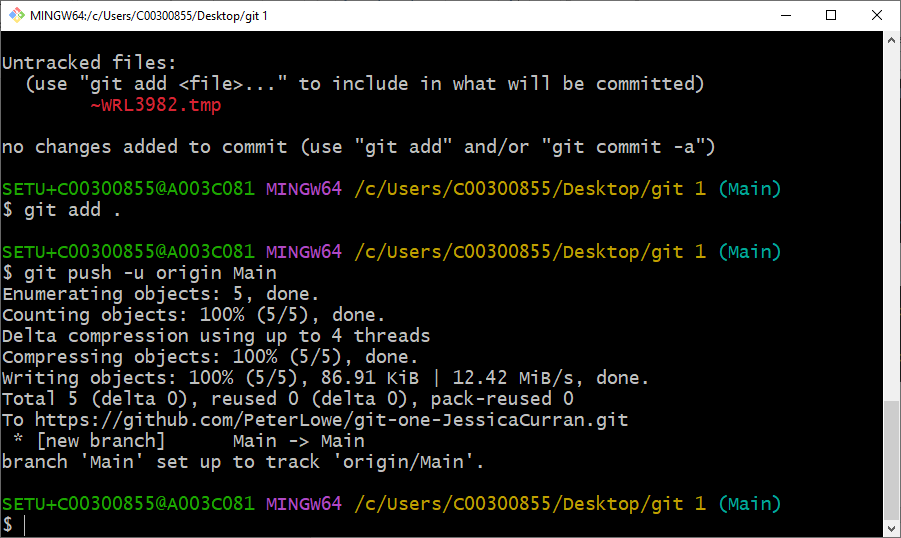 MINGW64:/c/Users/C00300855/Desktop/git 1
Untracked files:
  (use "git add <file>..." to include in what will be committed)
        ~WRL3982.tmp
no changes added to commit (use "git add" and/or "git commit -a")
SETU+C00300855@A003C081 MINGW64 /c/Users/C00300855/Desktop/git 1 (Main)
$ git add .
SETU+C00300855@A003C081 MINGW64 /c/Users/C00300855/Desktop/git 1 (Main)
$ git push -u origin Main
Enumerating objects: 5, done.
Counting objects: 100% (5/5), done.
Delta compression using up to 4 threads
Compressing objects: 100% (5/5), done.
Writing objects: 100% (5/5), 86.91 KiB | 12.42 MiB/s, done.
Total 5 (delta 0), reused 0 (delta 0), pack-reused 0
To https://github.com/PeterLowe/git-one-JessicaCurran.git
 * [new branch]      Main -> Main
branch 'Main' set up to track 'origin/Main'.
SETU+C00300855@A003C081 MINGW64 /c/Users/C00300855/Desktop/git 1 (Main)
$